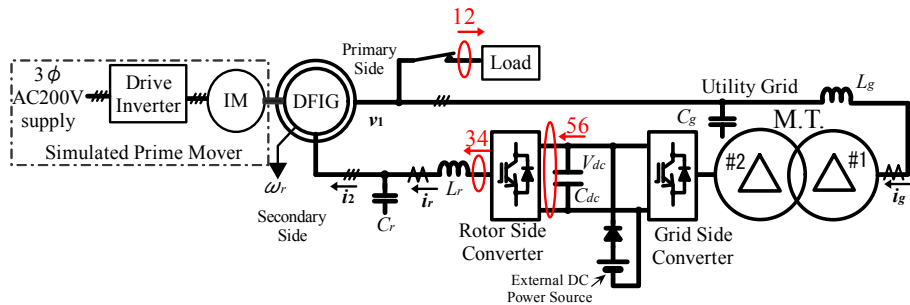 12
Primary
Side
Load
3ϕ
AC200V
supply
Drive
Inverter
IM
DFIG
Simulated Prime Mover
v1
Utility Grid
Lg
Cg
M.T.
#2
#1
ig
ωr
Secondary
Side
i2
Cr
ir
Lr
34
56
Vdc
Cdc
Rotor Side
Converter
Grid Side
Converter
External DC
Power Source